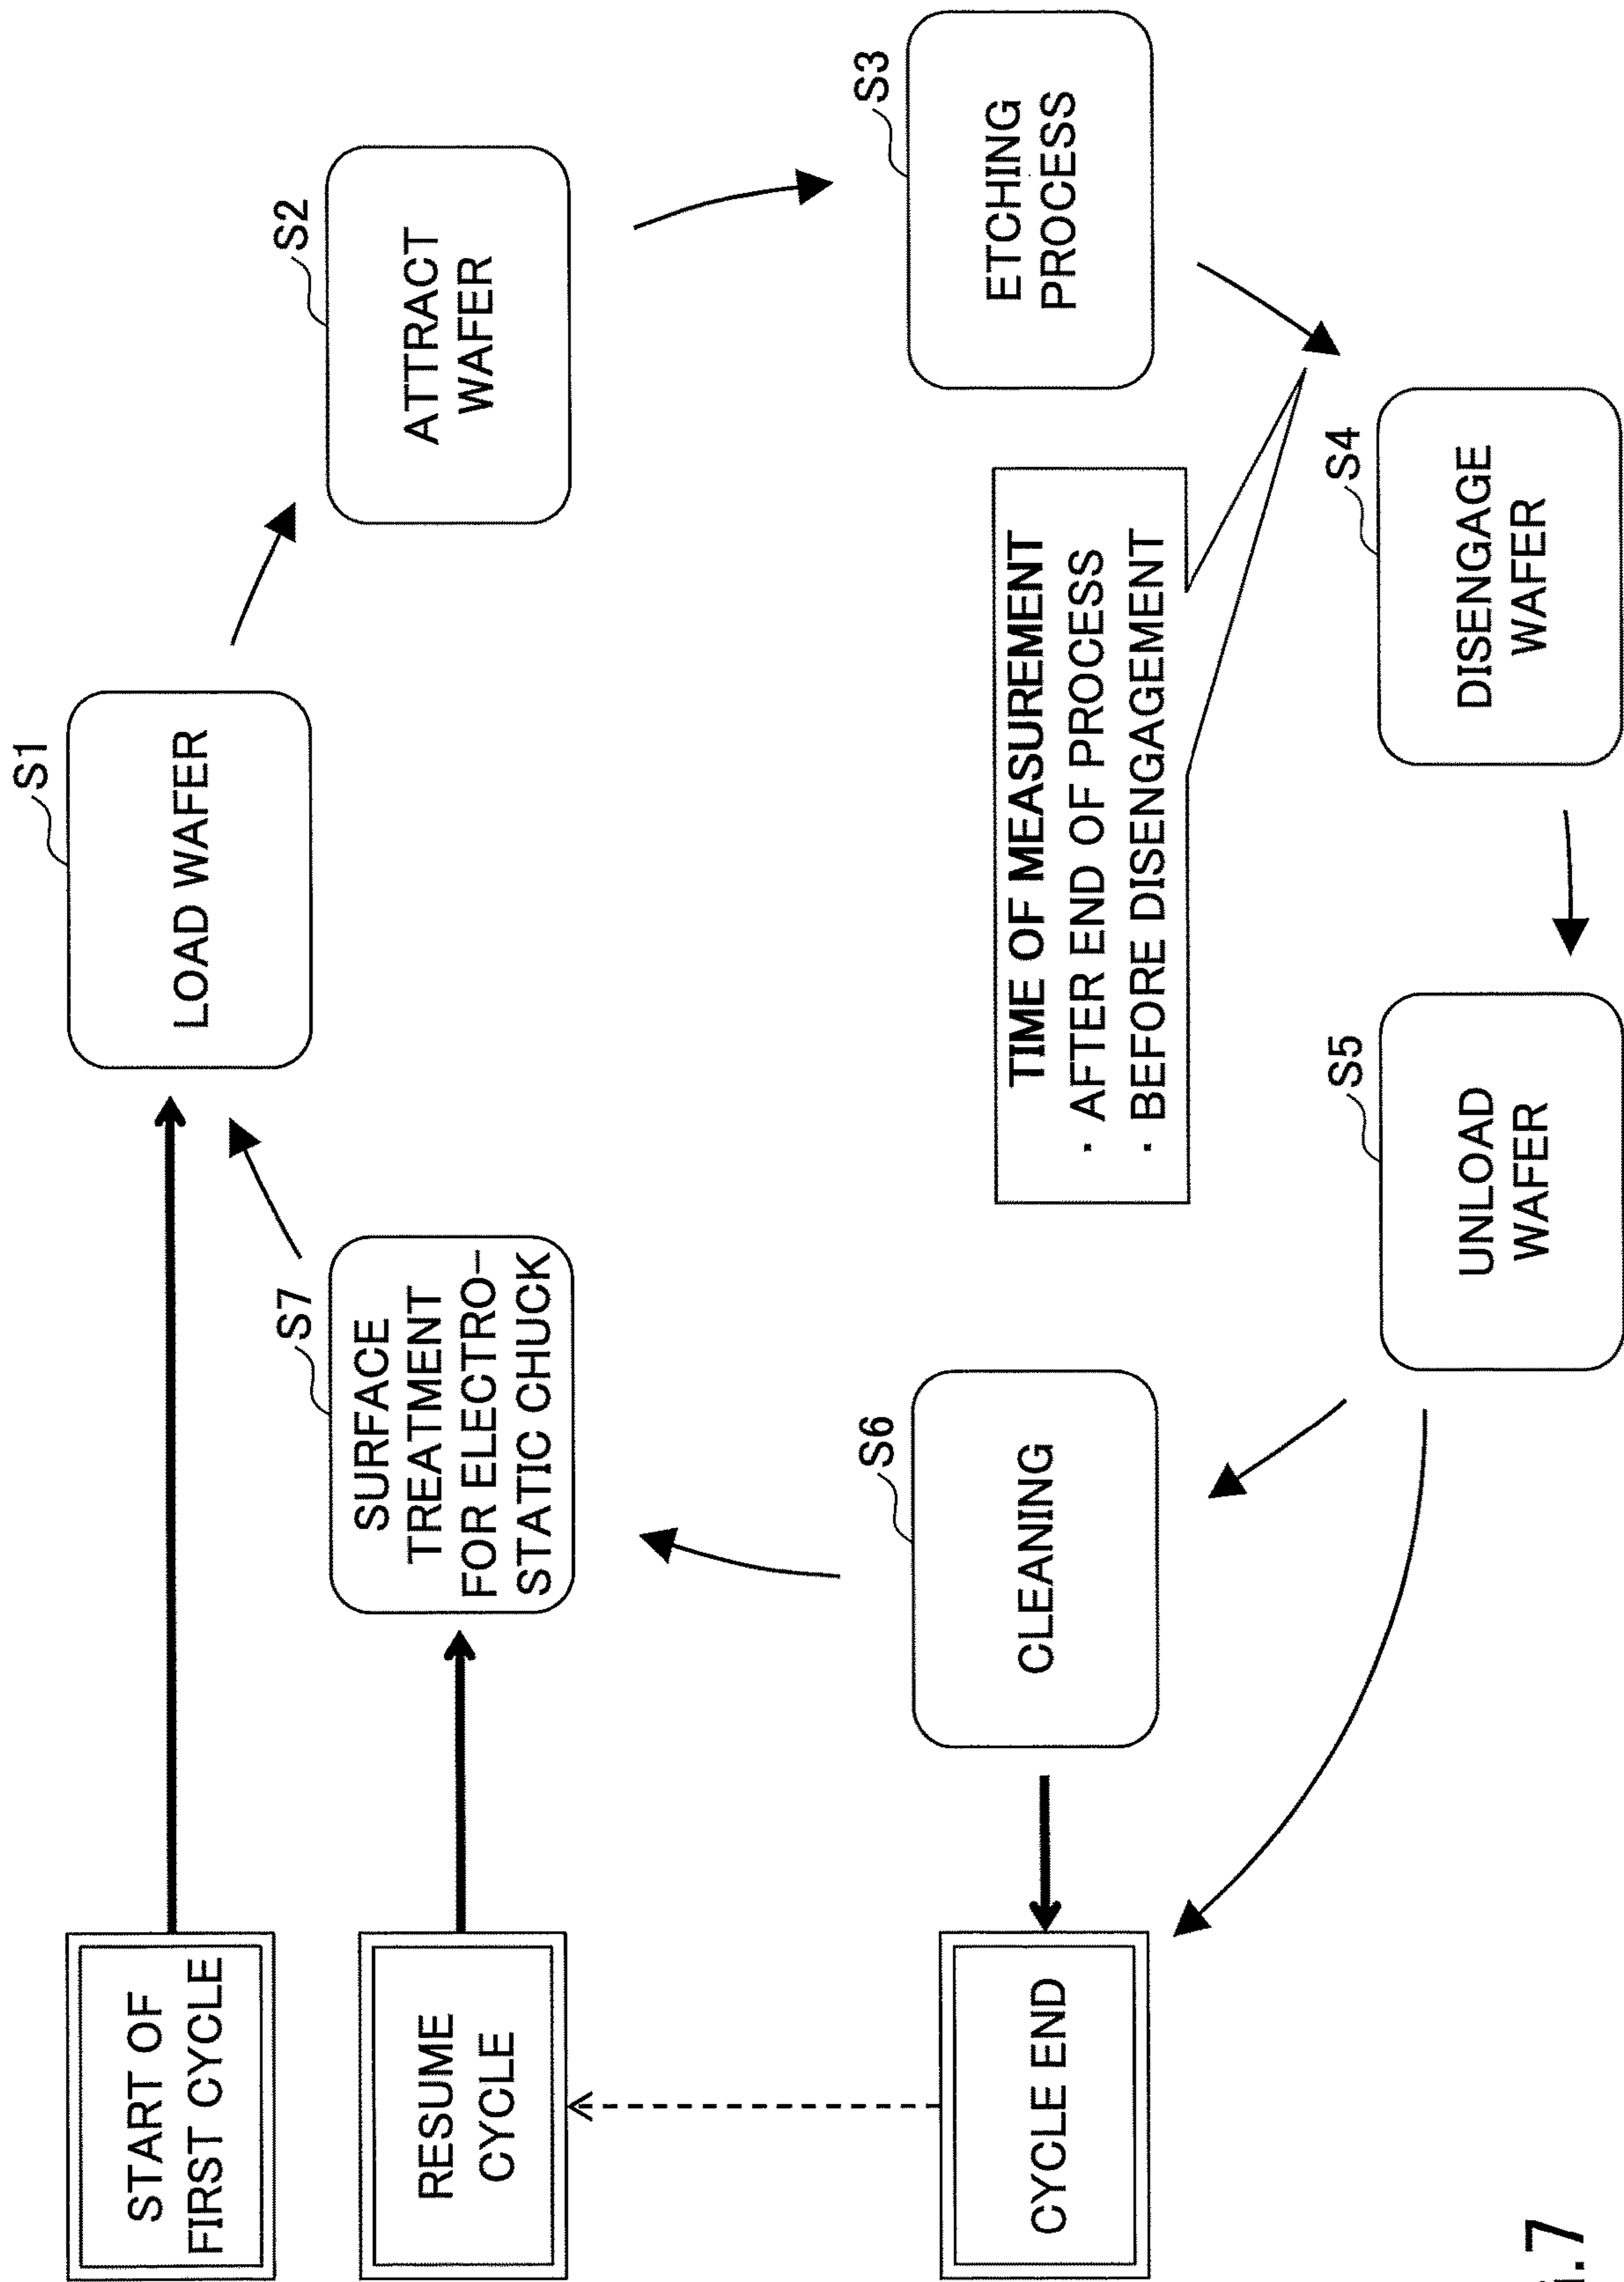 START OF
FIRST CYCLE
S1
LOAD WAFER
S2
ATTRACT
WAFER
S7
SURFACE
TREATMENT
FOR ELECTRO-
STATIC CHUCK
RESUME
CYCLE
S3
ETCHING
PROCESS
TIME OF MEASUREMENT
· AFTER END OF PROCESS
· BEFORE DISENGAGEMENT
S6
CLEANING
CYCLE END
S4
DISENGAGE
WAFER
S5
UNLOAD
WAFER
.7